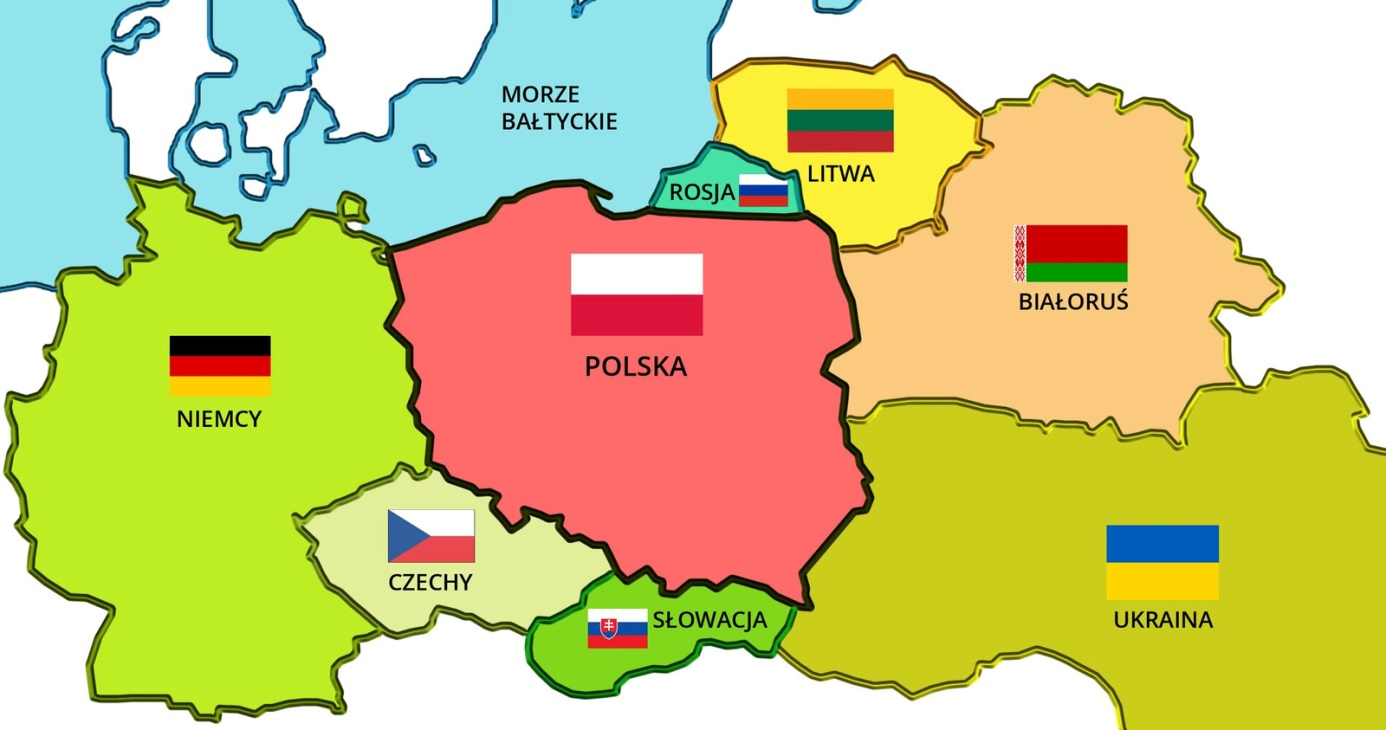 MORZE
BAŁTYCKIE
LITWA
ROSJA
BIAŁORUŚ
POLSKA
NIEMCY
CZECHY
SŁOWACJA
UKRAINA